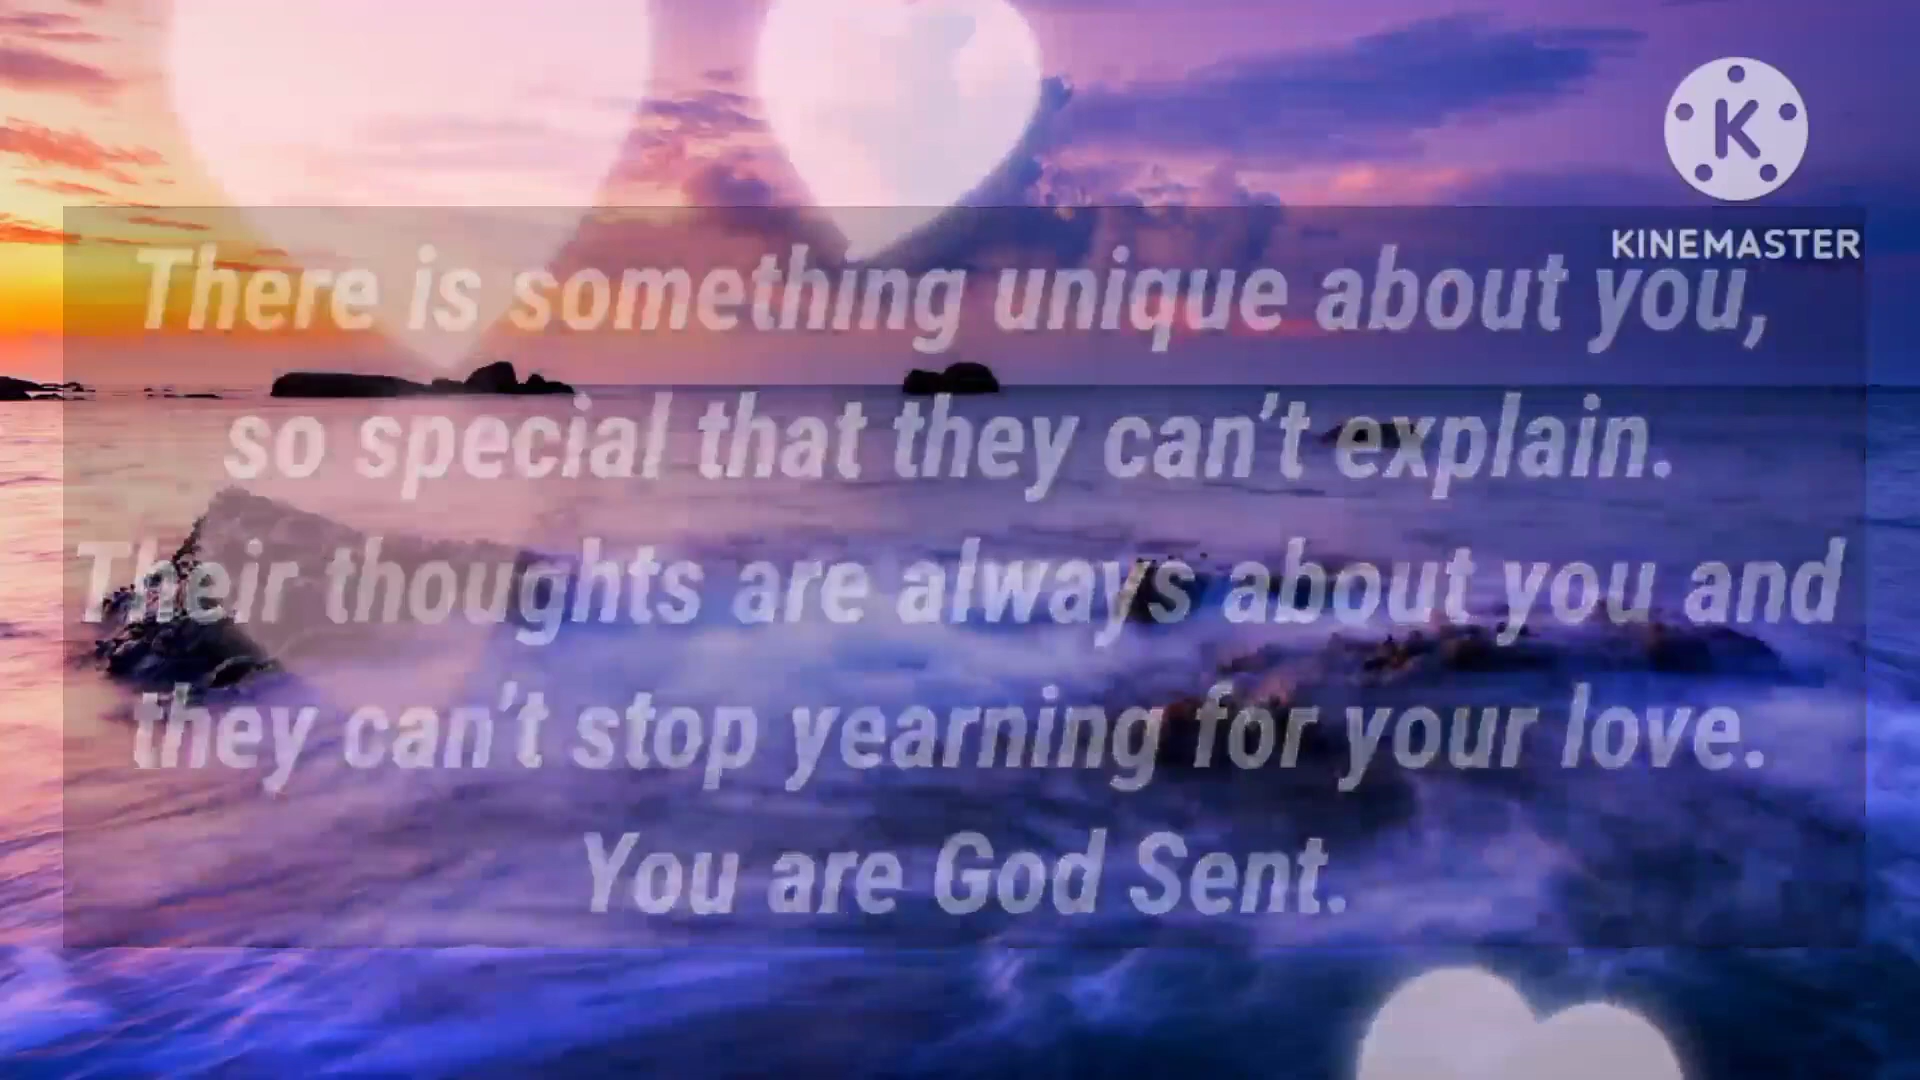 K
KINEMASTER
There is something unique about you,
so special that they can't explain.
Their thoughts are always about you and
they can't stop yearning for your love.
You are God Sent.